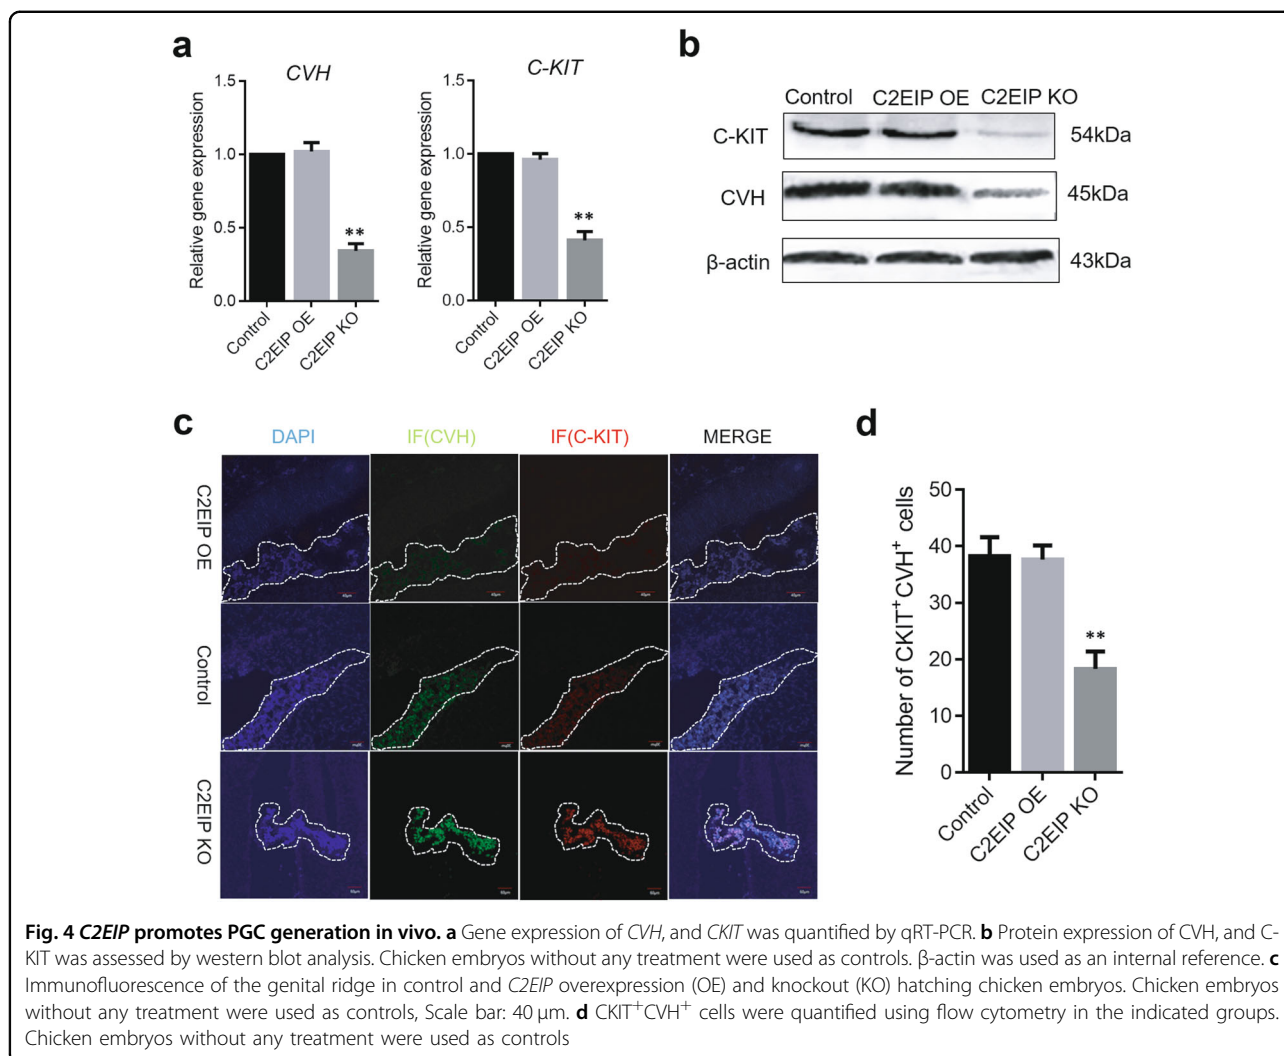 a
CVH
Relative gene expression
1.5
1.0
0.5
0.0
**
Control
C2EIP OE
C2EIP KO
C-KIT
Relative gene expression
1.5
1.0
0.5
0.0
**
Control
C2EIP OE
C2EIP KO
b
Control C2EIP OE C2EIP KO
C-KIT 54kDa
CVH 45kDa
β-actin 43kDa
c
DAPI IF(CVH) IF(C-KIT) MERGE
C2EIP OE
Control
C2EIP KO
d
Number of CKIT⁺CVH⁺ cells
50
40
30
20
10
0
**
Control
C2EIP OE
C2EIP KO
Fig. 4 C2EIP promotes PGC generation in vivo. a Gene expression of CVH, and CKIT was quantified by qRT-PCR. b Protein expression of CVH, and C-
KIT was assessed by western blot analysis. Chicken embryos without any treatment were used as controls. β-actin was used as an internal reference. c
Immunofluorescence of the genital ridge in control and C2EIP overexpression (OE) and knockout (KO) hatching chicken embryos. Chicken embryos
without any treatment were used as controls, Scale bar: 40 μm. d CKIT⁺CVH⁺ cells were quantified using flow cytometry in the indicated groups.
Chicken embryos without any treatment were used as controls